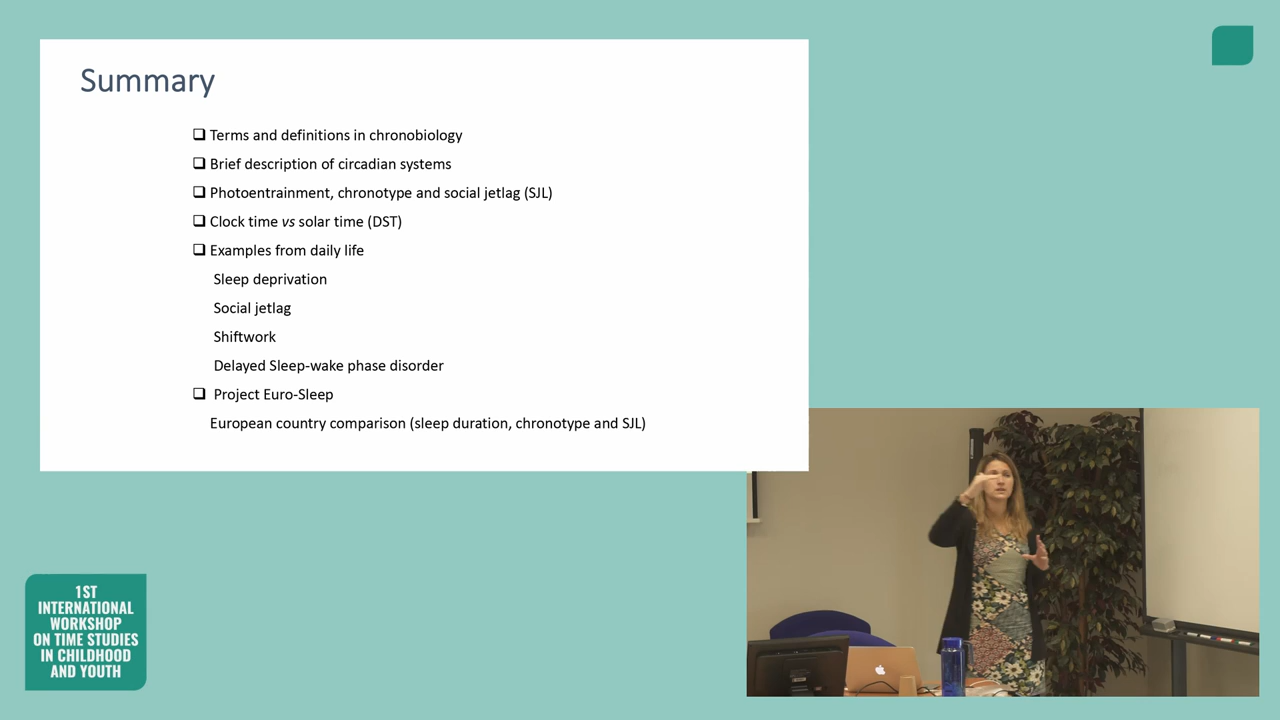 Summary
❑ Terms and definitions in chronobiology
❑ Brief description of circadian systems
❑ Photoentrainment, chronotype and social jetlag (SJL)
❑ Clock time vs solar time (DST)
❑ Examples from daily life
Sleep deprivation
Social jetlag
Shiftwork
Delayed Sleep-wake phase disorder
❑ Project Euro-Sleep
European country comparison (sleep duration, chronotype and SJL)
1ST
INTERNATIONAL
WORKSHOP
ON TIME STUDIES
IN CHILDHOOD
AND YOUTH